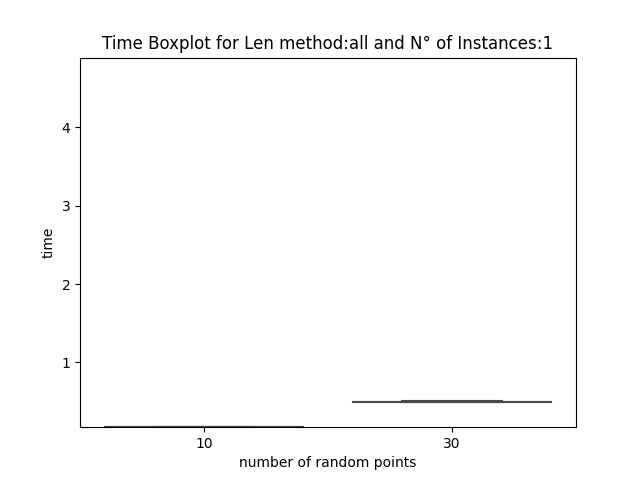 Time Boxplot for Len method:all and N° of Instances:1
4
3
2
1
time
10 30
number of random points